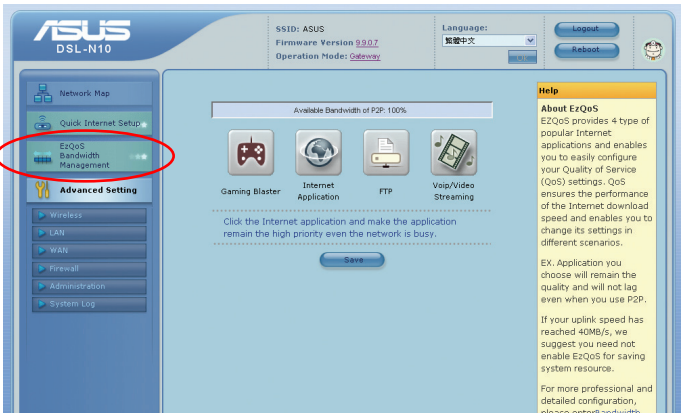 ASUS
DSL-N10
SSID: ASUS
Firmware Version 9.9.0.7
Operation Mode: Gateway
Language:
繁體中文
Logout
Reboot
Network Map
Quick Internet Setup
EzQoS
Bandwidth
Management
Advanced Setting
Wireless
LAN
WAN
Firewall
Administration
System Log
Available Bandwidth of P2P: 100%
Gaming Blaster
Internet
Application
FTP
Voip/Video
Streaming
Click the Internet application and make the application
remain the high priority even the network is busy.
Save
Help
About EzQoS
EZQoS provides 4 type of
popular Internet
applications and enables
you to easily configure
your Quality of Service
(QoS) settings. QoS
ensures the performance
of the Internet download
speed and enables you to
change its settings in
different scenarios.
EX. Application you
choose will remain the
quality and will not lag
even when you use P2P.
If your uplink speed has
reached 40MB/s, we
suggest you need not
enable EzQoS for saving
system resource.
For more professional and
detailed configuration,
please enterBandwidth